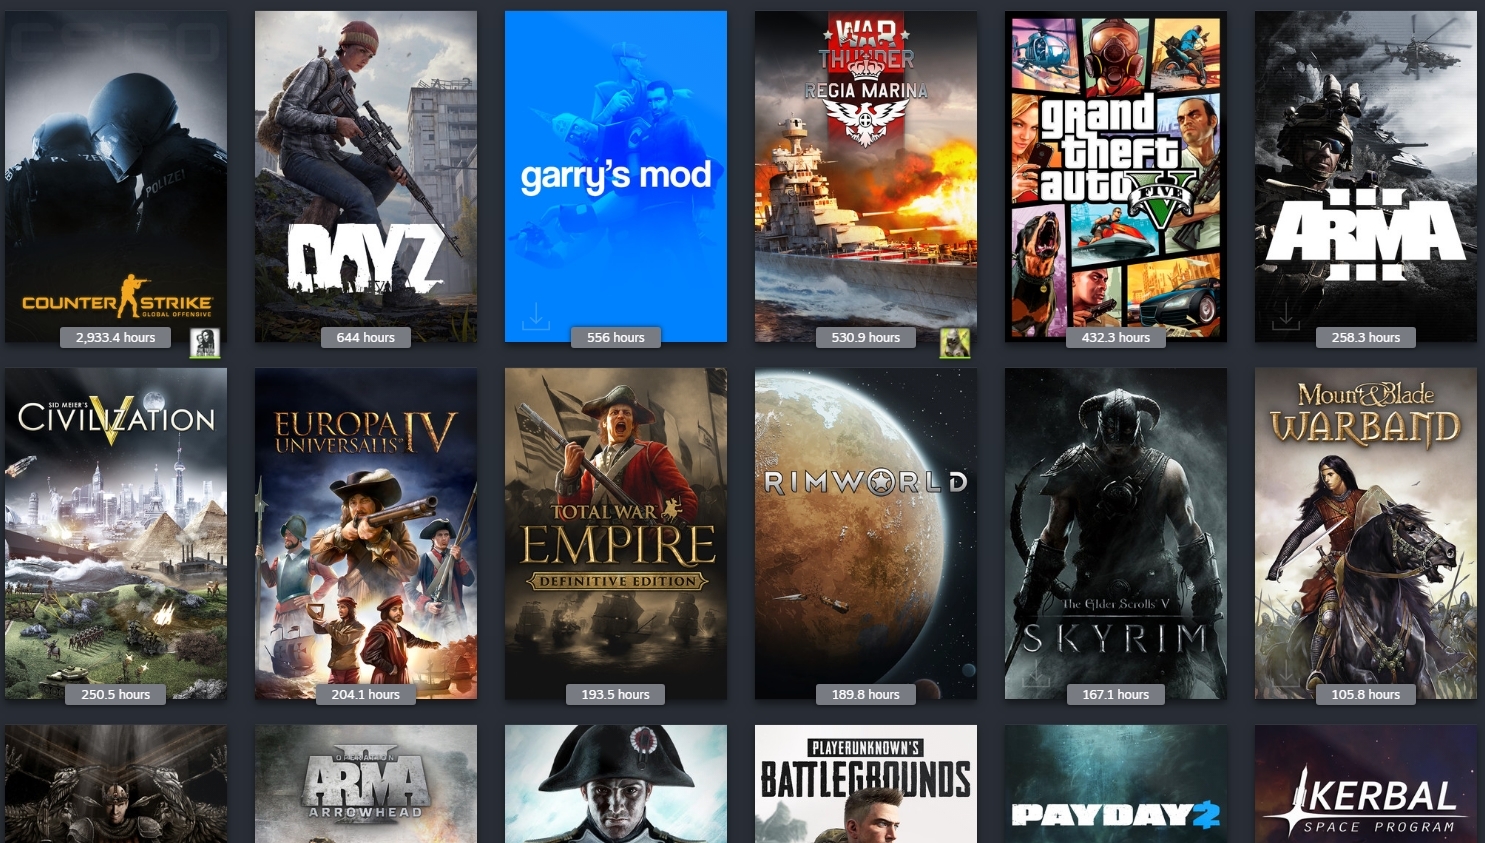 CS:GO
POLIZEI
POLIZEI
COUNTER STRIKE
GLOBAL OFFENSIVE
2,933.4 hours
DAYZ
644 hours
garry's mod
556 hours
WAR
THUNDER
REGIA MARINA
530.9 hours
grand
theft
auto
FIVE
V
432.3 hours
ARMA
III
258.3 hours
SID MEIER'S
CIVILIZATION
V
250.5 hours
EUROPA
UNIVERSALIS IV
204.1 hours
TOTAL WAR
EMPIRE
DEFINITIVE EDITION
193.5 hours
RIMWORLD
189.8 hours
The Elder Scrolls V
SKYRIM
167.1 hours
Mount & Blade
WARBAND
105.8 hours
II
OPERATION
ARMA
ARROWHEAD
PLAYERUNKNOWN'S
BATTLEGROUNDS
PAYDAY 2
KERBAL
SPACE PROGRAM